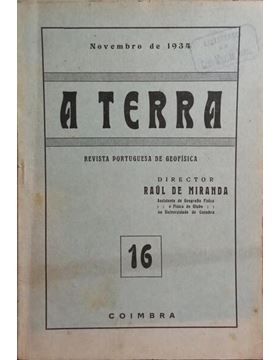 Novembro de 1934
A TERRA
REVISTA PORTUGUESA DE GEOFÍSICA
DIRECTOR
RAÚL DE MIRANDA
Assistente de Geografia Física
: : e Física do Globo : :
na Universidade de Coimbra
16
COIMBRA